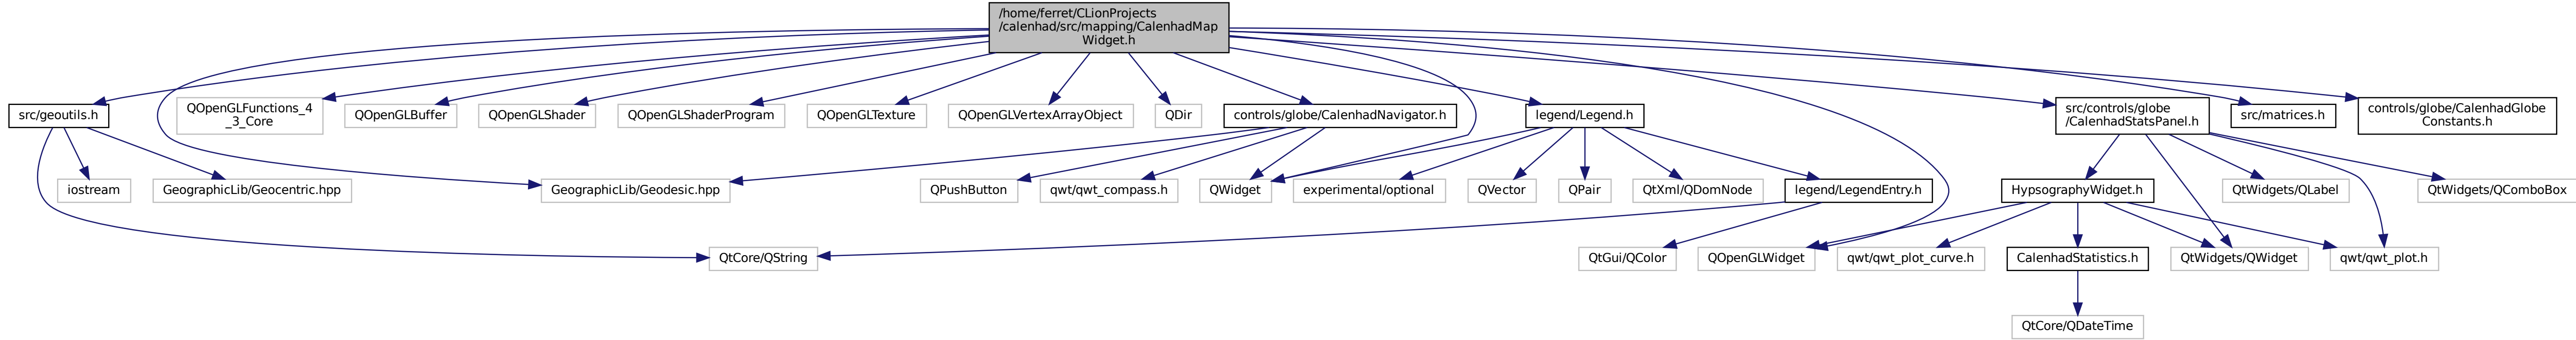 /home/ferret/CLionProjects
/calenhad/src/mapping/CalenhadMap
Widget.h
src/geoutils.h
QOpenGLFunctions_4
_3_Core
QOpenGLBuffer
QOpenGLShader
QOpenGLShaderProgram
QOpenGLTexture
QOpenGLVertexArrayObject
QDir
controls/globe/CalenhadNavigator.h
legend/Legend.h
src/controls/globe
/CalenhadStatsPanel.h
src/matrices.h
controls/globe/CalenhadGlobe
Constants.h
iostream
GeographicLib/Geocentric.hpp
GeographicLib/Geodesic.hpp
QPushButton
qwt/qwt_compass.h
QWidget
experimental/optional
QVector
QPair
QtXml/QDomNode
legend/LegendEntry.h
HypsographyWidget.h
QtWidgets/QLabel
QtWidgets/QComboBox
QtCore/QString
QtGui/QColor
QOpenGLWidget
qwt/qwt_plot_curve.h
CalenhadStatistics.h
QtWidgets/QWidget
qwt/qwt_plot.h
QtCore/QDateTime